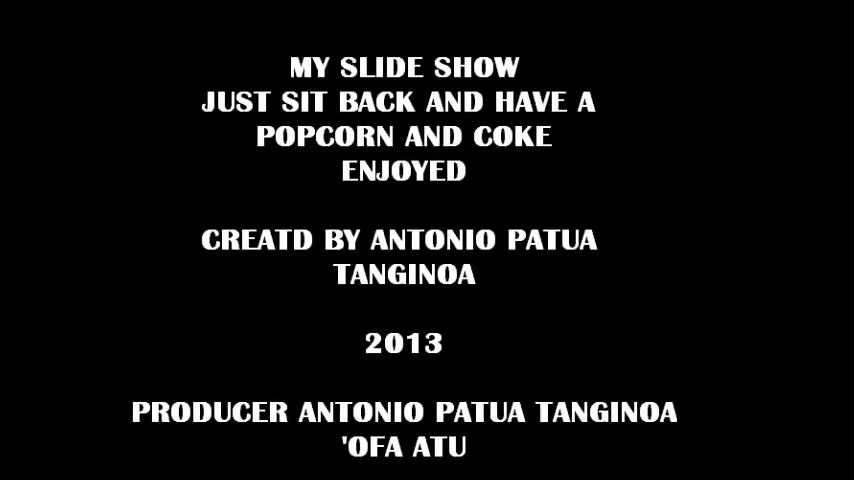 MY SLIDE SHOW
JUST SIT BACK AND HAVE A
POPCORN AND COKE
ENJOYED
CREATD BY ANTONIO PATUA
TANGINOA
2013
PRODUCER ANTONIO PATUA TANGINOA
'OFA ATU